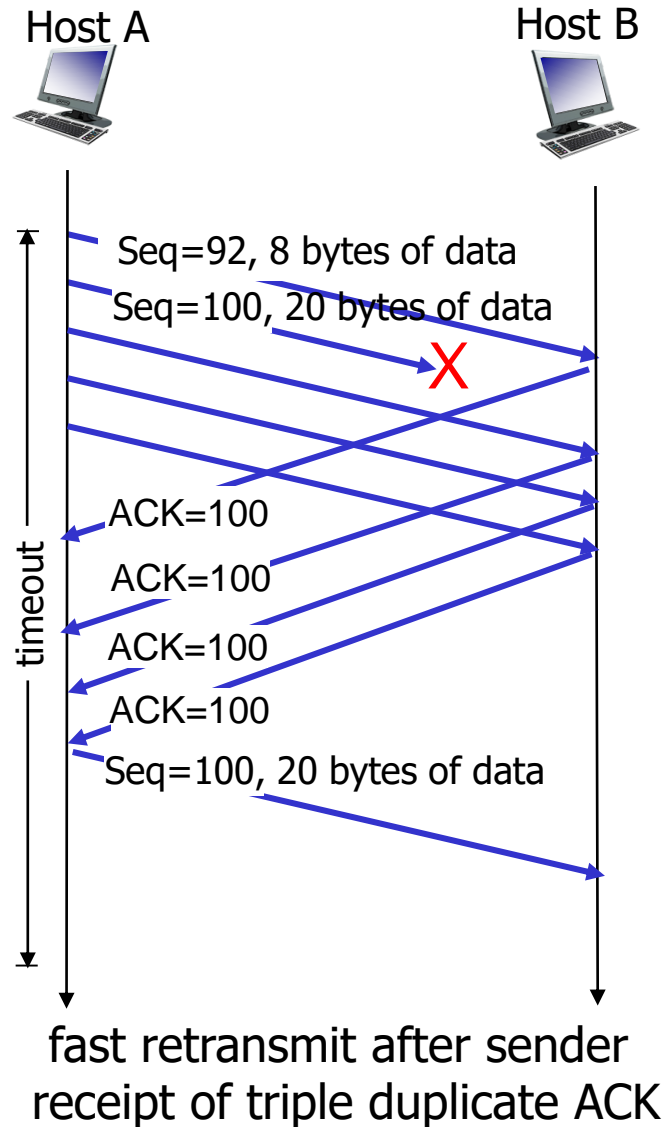 Host A
Host B
Seq=92, 8 bytes of data
Seq=100, 20 bytes of data
X
ACK=100
timeout
ACK=100
ACK=100
ACK=100
Seq=100, 20 bytes of data
fast retransmit after sender
receipt of triple duplicate ACK